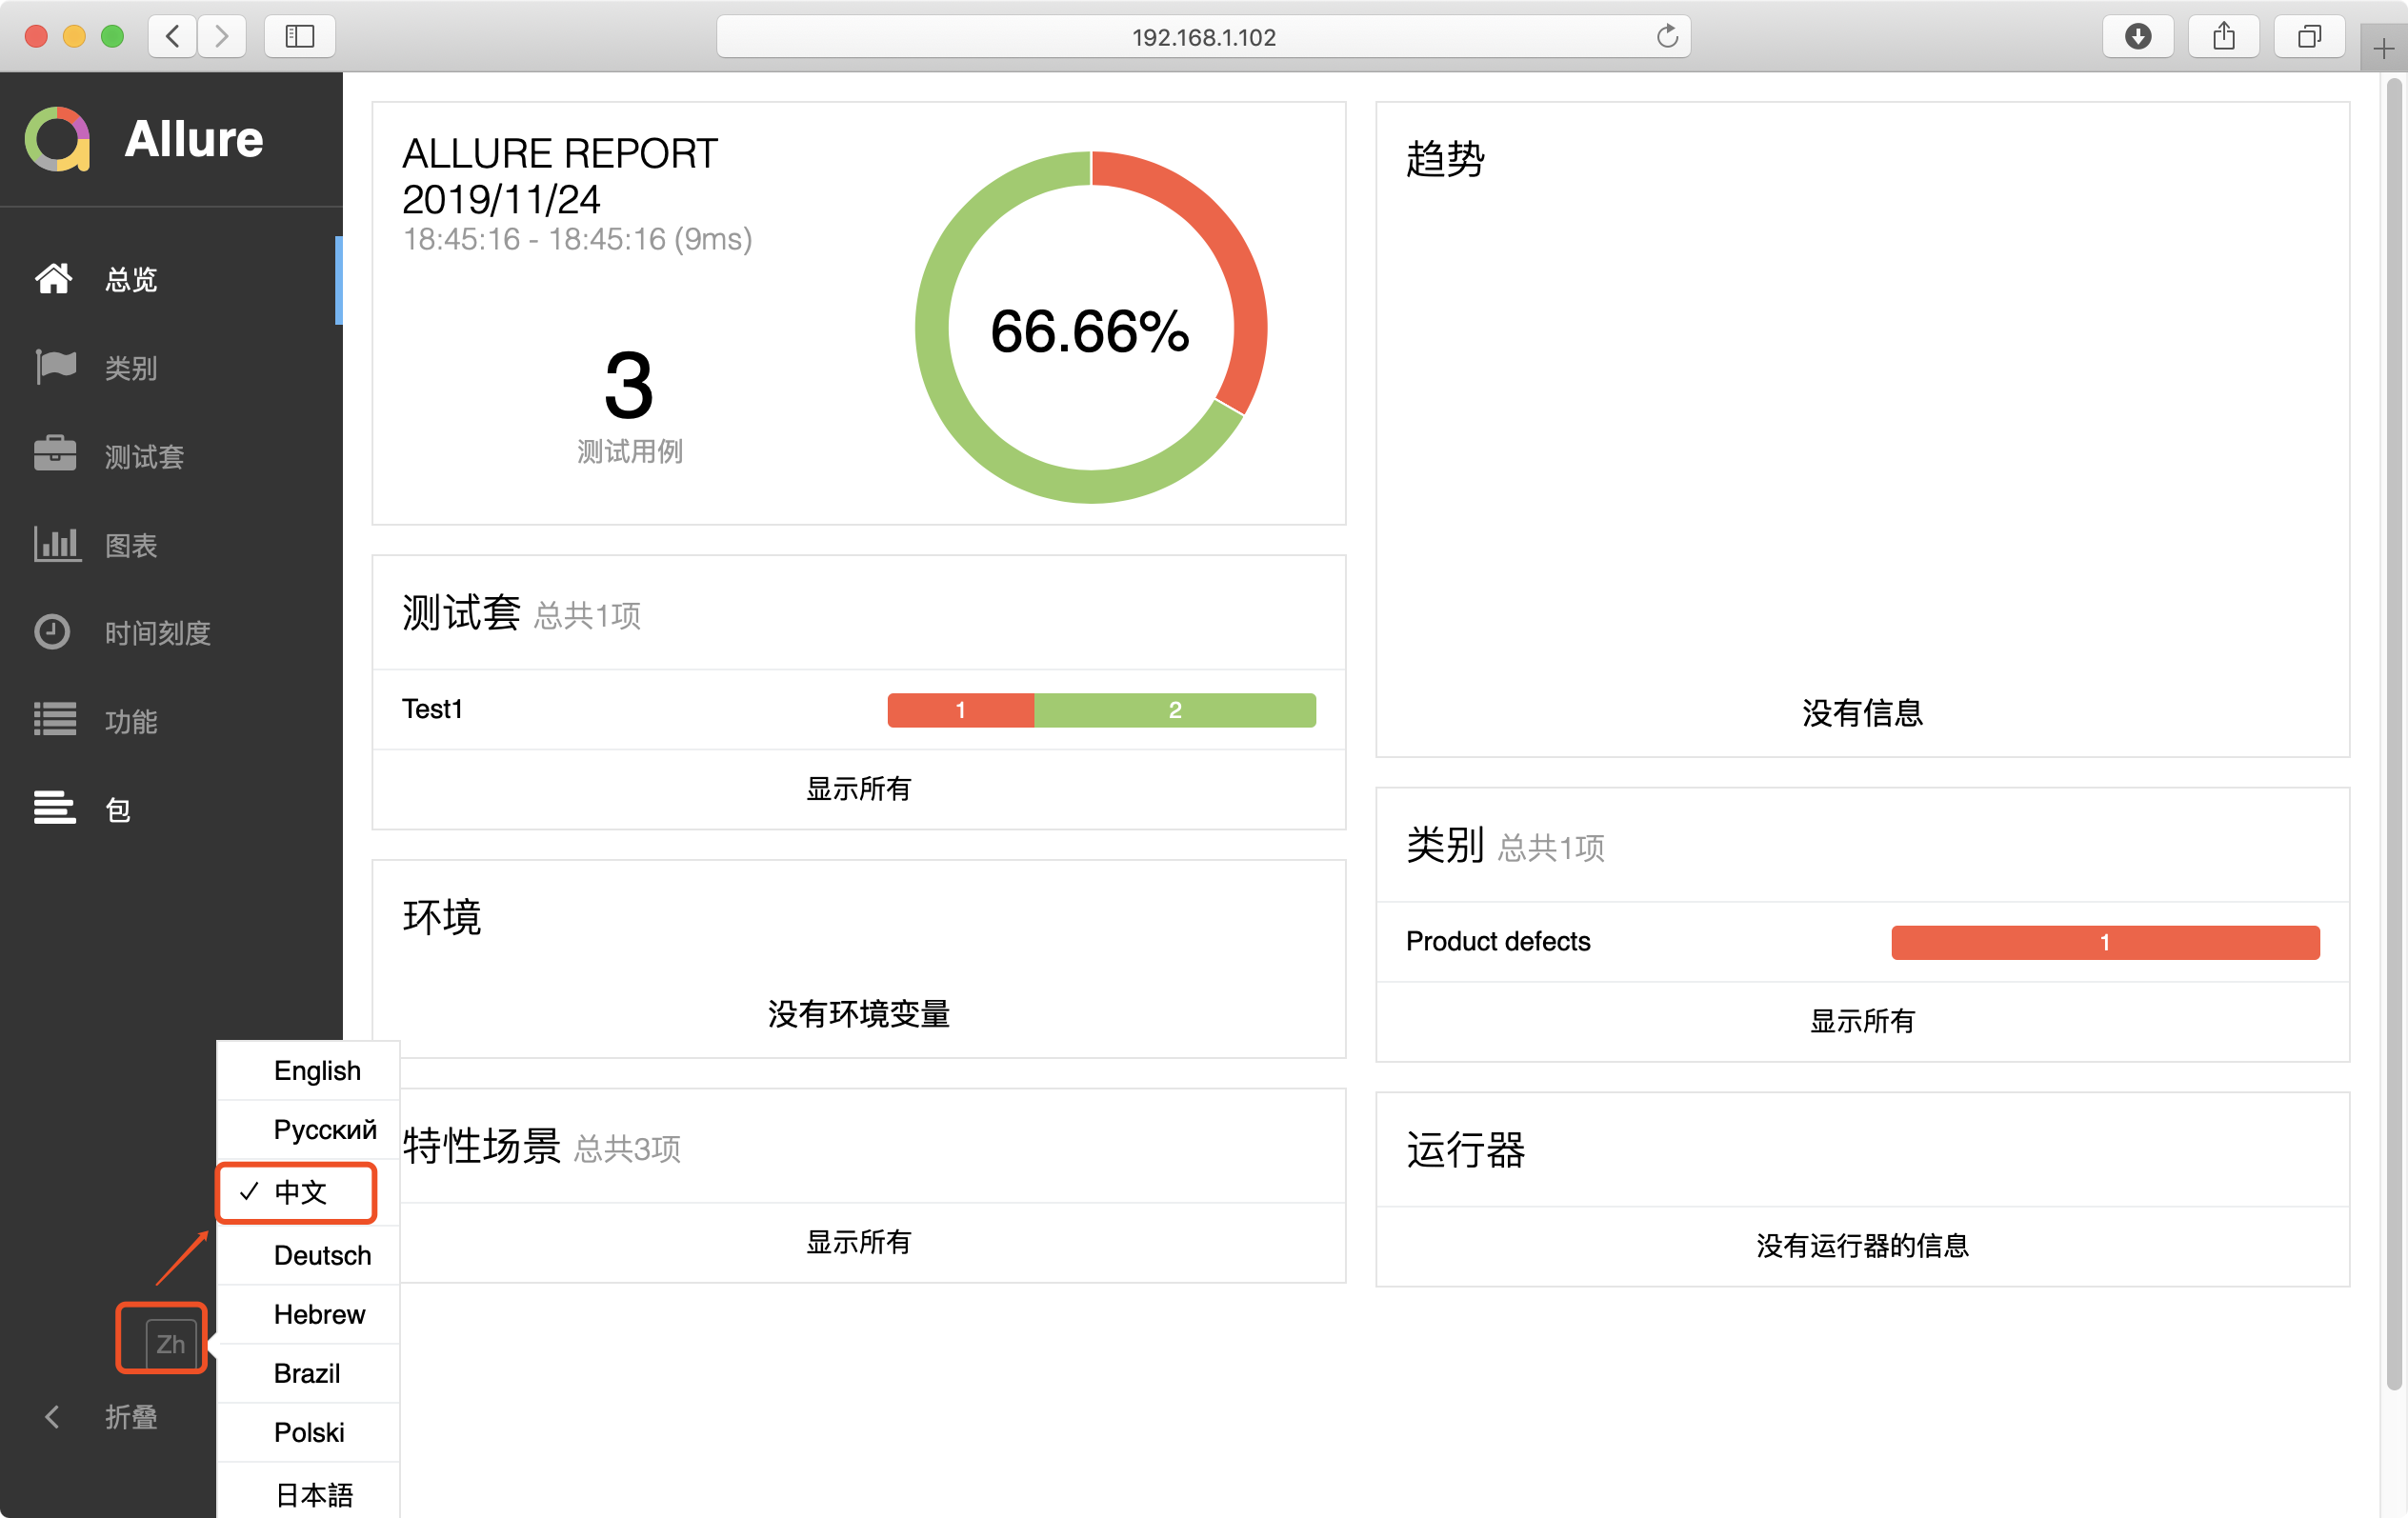 192.168.1.102
Allure
总览
类别
测试套
图表
时间刻度
功能
包
Zh
折叠
English
Русский
✓ 中文
Deutsch
Hebrew
Brazil
Polski
日本語
ALLURE REPORT
2019/11/24
18:45:16 - 18:45:16 (9ms)
3
测试用例
66.66%
测试套 总共1项
Test1 1 2
显示所有
环境
没有环境变量
特性场景 总共3项
显示所有
趋势
没有信息
类别 总共1项
Product defects 1
显示所有
运行器
没有运行器的信息